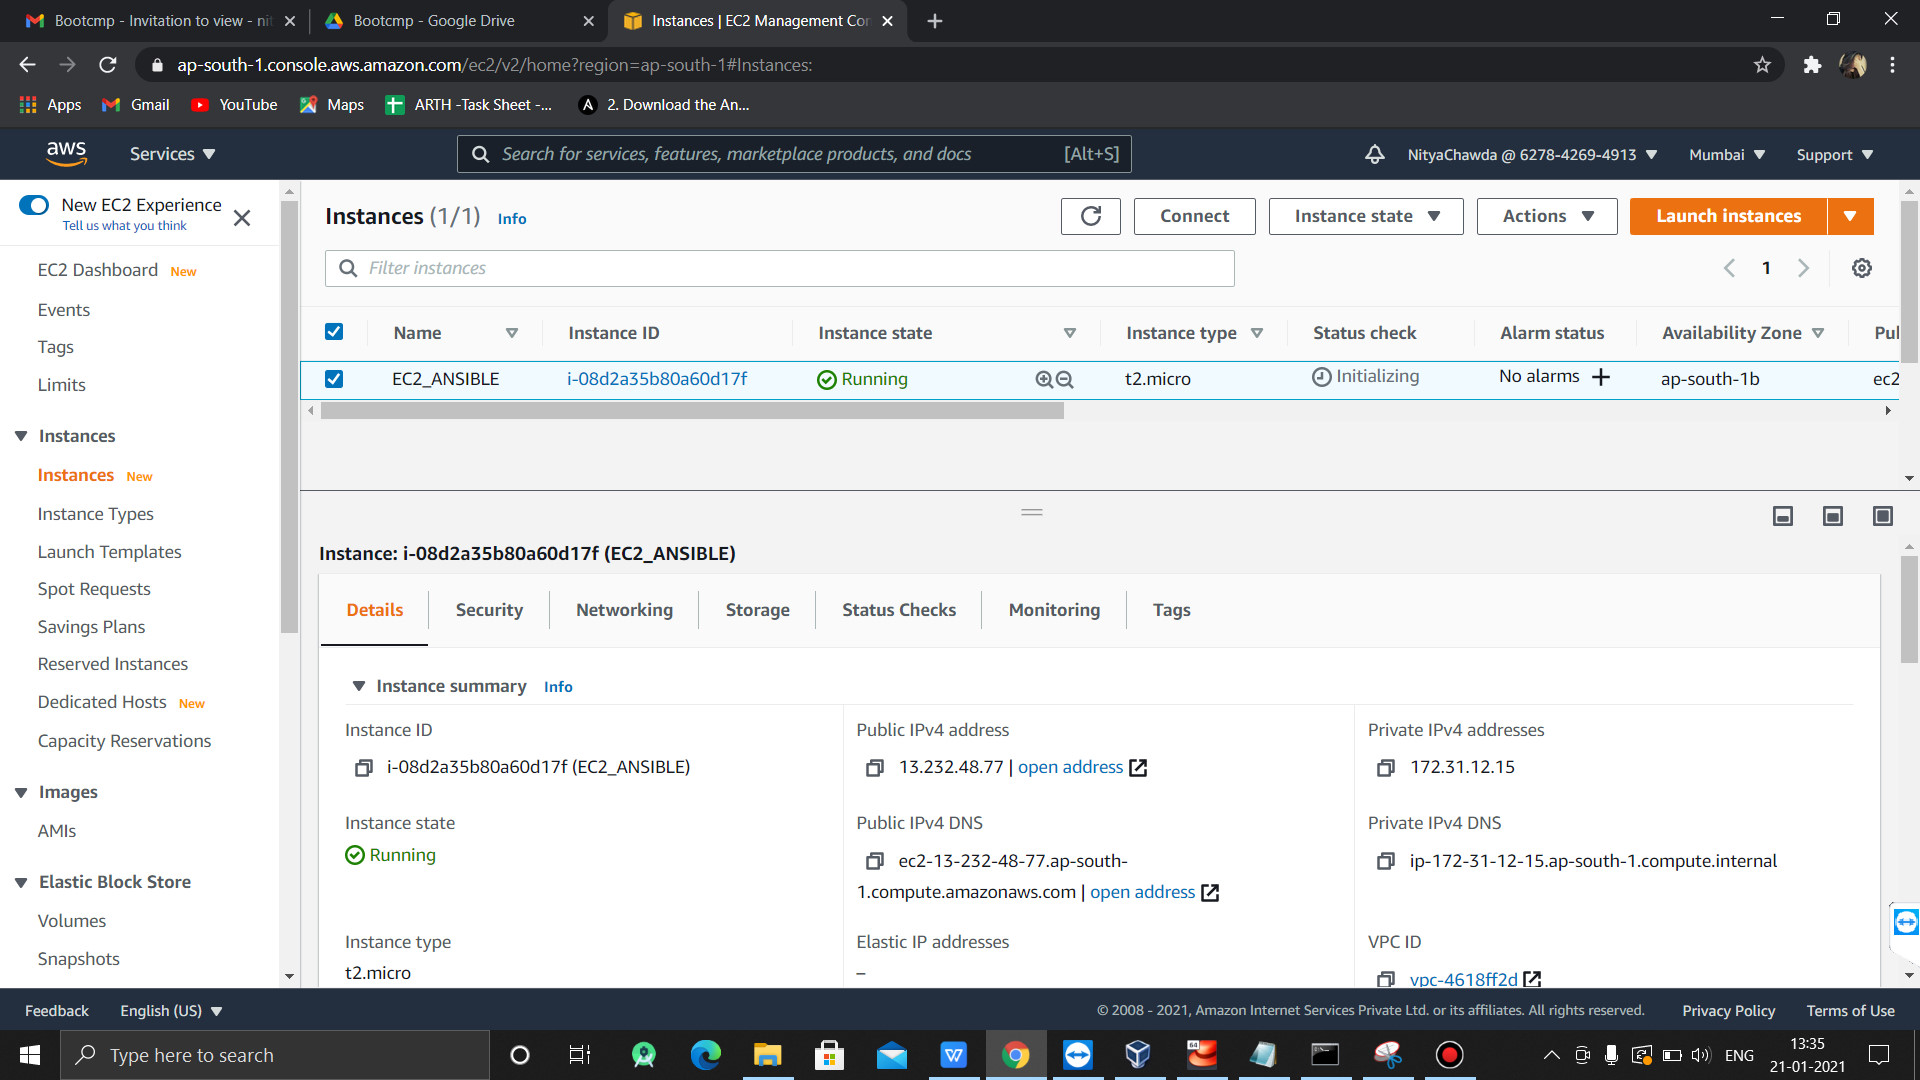 Bootcmp - Invitation to view - nit
Bootcmp - Google Drive
Instances | EC2 Management Con
ap-south-1.console.aws.amazon.com/ec2/v2/home?region=ap-south-1#Instances:
Apps
Gmail
YouTube
Maps
ARTH -Task Sheet -...
2. Download the An...
aws
Services
Search for services, features, marketplace products, and docs
[Alt+S]
NityaChawda @ 6278-4269-4913
Mumbai
Support
New EC2 Experience
Tell us what you think
EC2 Dashboard New
Events
Tags
Limits
Instances
Instances New
Instance Types
Launch Templates
Spot Requests
Savings Plans
Reserved Instances
Dedicated Hosts New
Capacity Reservations
Images
AMIs
Elastic Block Store
Volumes
Snapshots
Instances (1/1) Info
Connect
Instance state
Actions
Launch instances
Filter instances
1
Name
Instance ID
Instance state
Instance type
Status check
Alarm status
Availability Zone
Pul
EC2_ANSIBLE
i-08d2a35b80a60d17f
Running
t2.micro
Initializing
No alarms
ap-south-1b
ec2
Instance: i-08d2a35b80a60d17f (EC2_ANSIBLE)
Details
Security
Networking
Storage
Status Checks
Monitoring
Tags
Instance summary Info
Instance ID
i-08d2a35b80a60d17f (EC2_ANSIBLE)
Public IPv4 address
13.232.48.77 | open address
Private IPv4 addresses
172.31.12.15
Instance state
Running
Public IPv4 DNS
ec2-13-232-48-77.ap-south-
1.compute.amazonaws.com | open address
Private IPv4 DNS
ip-172-31-12-15.ap-south-1.compute.internal
Instance type
t2.micro
Elastic IP addresses
–
VPC ID
vpc-4618ff2d
Feedback
English (US)
© 2008 - 2021, Amazon Internet Services Private Ltd. or its affiliates. All rights reserved.
Privacy Policy
Terms of Use
Type here to search
W
64
ENG
13:35
21-01-2021